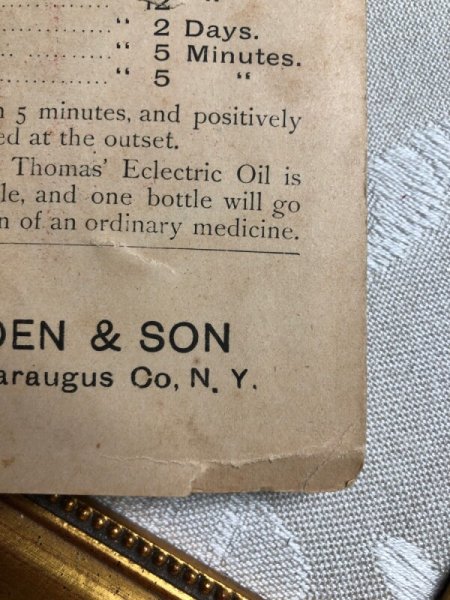 12 "
" 2 Days.
" 5 Minutes.
" 5 "
5 minutes, and positively
ed at the outset.
Thomas' Eclectric Oil is
le, and one bottle will go
n of an ordinary medicine.
DEN & SON
araugus Co, N. Y.